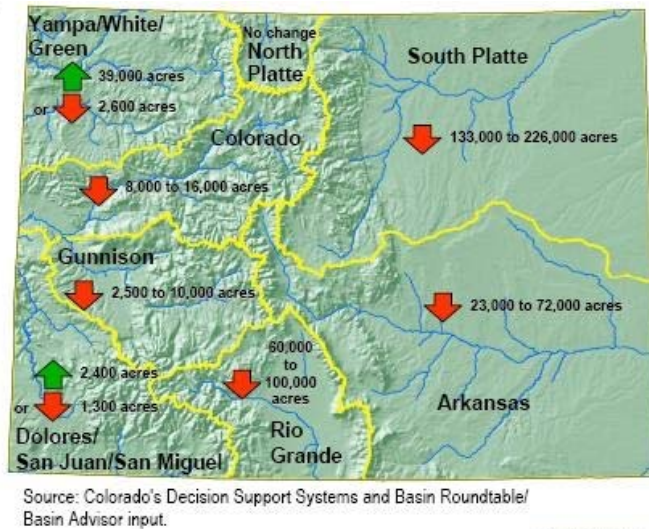 Yampa/White/
Green
39,000 acres
or 2,600 acres
No change
North
Platte
South Platte
133,000 to 226,000 acres
Colorado
8,000 to 16,000 acres
Gunnison
2,500 to 10,000 acres
23,000 to 72,000 acres
Arkansas
60,000
to
100,000
acres
Rio
Grande
2,400 acres
or 1,300 acres
Dolores/
San Juan/San Miguel
Source: Colorado's Decision Support Systems and Basin Roundtable/
Basin Advisor input.